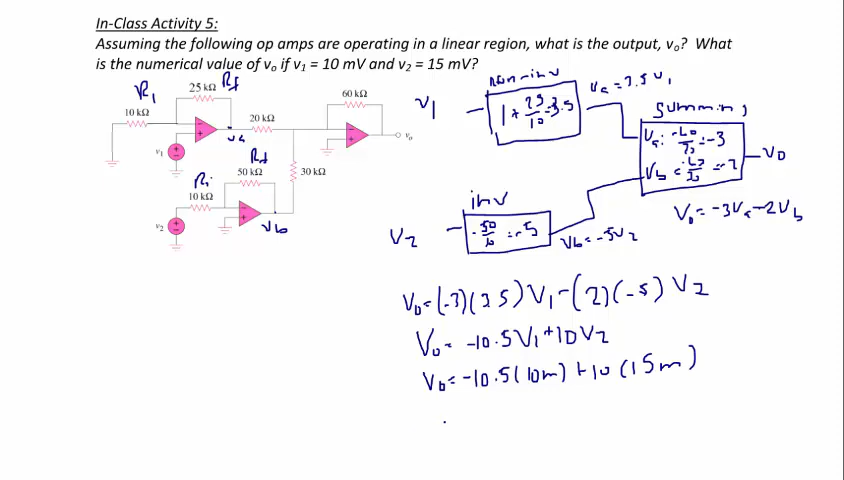 In-Class Activity 5:
Assuming the following op amps are operating in a linear region, what is the output, vo? What
is the numerical value of vo if v1 = 10 mV and v2 = 15 mV?
R1
25 kΩ Rf
10 kΩ
20 kΩ
60 kΩ
va
v1
vo
Rf
50 kΩ
30 kΩ
Ri
10 kΩ
v2
Vb
non-inv
V1
1 + 25/10 = 3.5
Va = 3.5 V1
summing
Va: -60/20 = -3
Vb = -60/30 = -2
Vo
Vo = -3Va - 2Vb
inv
V2
-50/10 = -5
Vb = -5V2
Vo = (-3)(3.5)V1 - (2)(-5)V2
Vo = -10.5V1 + 10V2
Vo = -10.5(10m) + 10(15m)